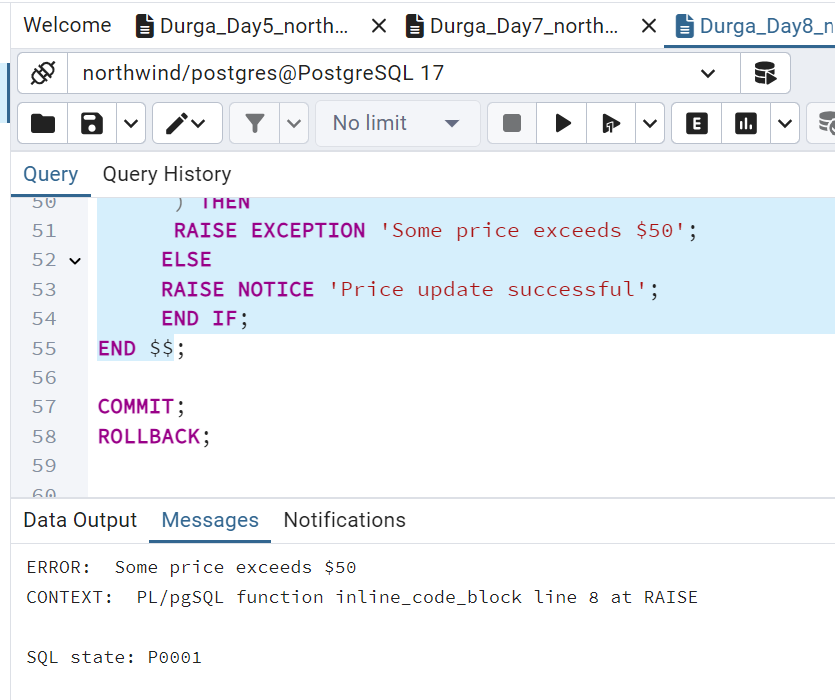 Welcome Durga_Day5_north... Durga_Day7_north... Durga_Day8_n
northwind/postgres@PostgreSQL 17
No limit E
Query Query History
50 ) THEN
51 RAISE EXCEPTION 'Some price exceeds $50';
52 ELSE
53 RAISE NOTICE 'Price update successful';
54 END IF;
55 END $$;
56
57 COMMIT;
58 ROLLBACK;
59
60
Data Output Messages Notifications
ERROR:  Some price exceeds $50
CONTEXT:  PL/pgSQL function inline_code_block line 8 at RAISE
SQL state: P0001